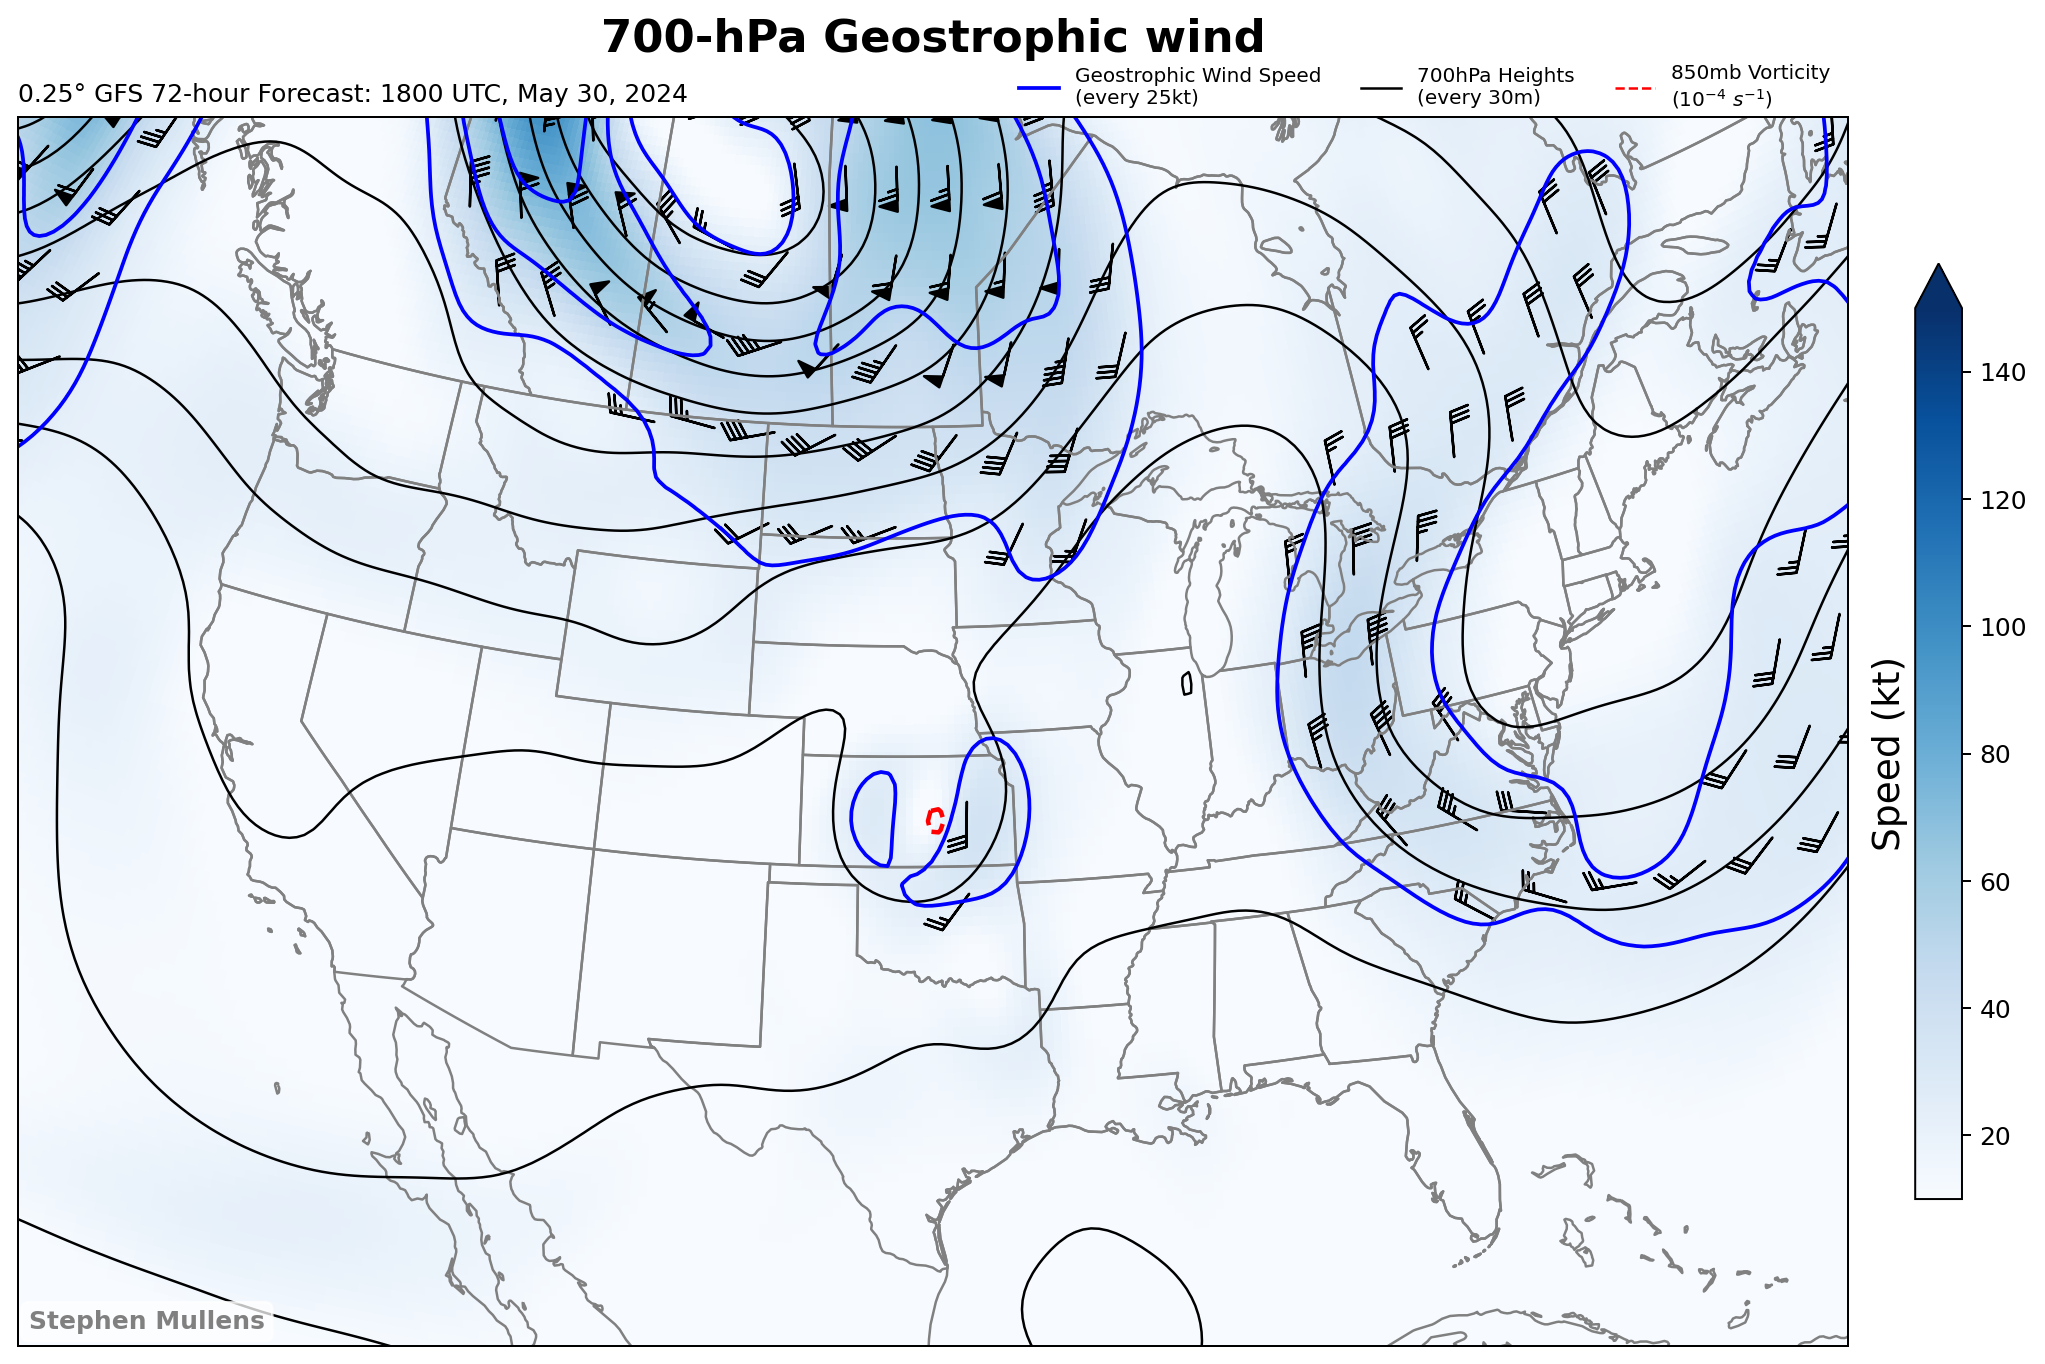 700-hPa Geostrophic wind
0.25° GFS 72-hour Forecast: 1800 UTC, May 30, 2024
Geostrophic Wind Speed
(every 25kt)
700hPa Heights
(every 30m)
850mb Vorticity
(10⁻⁴ s⁻¹)
140
120
100
80
60
40
20
Speed (kt)
Stephen Mullens